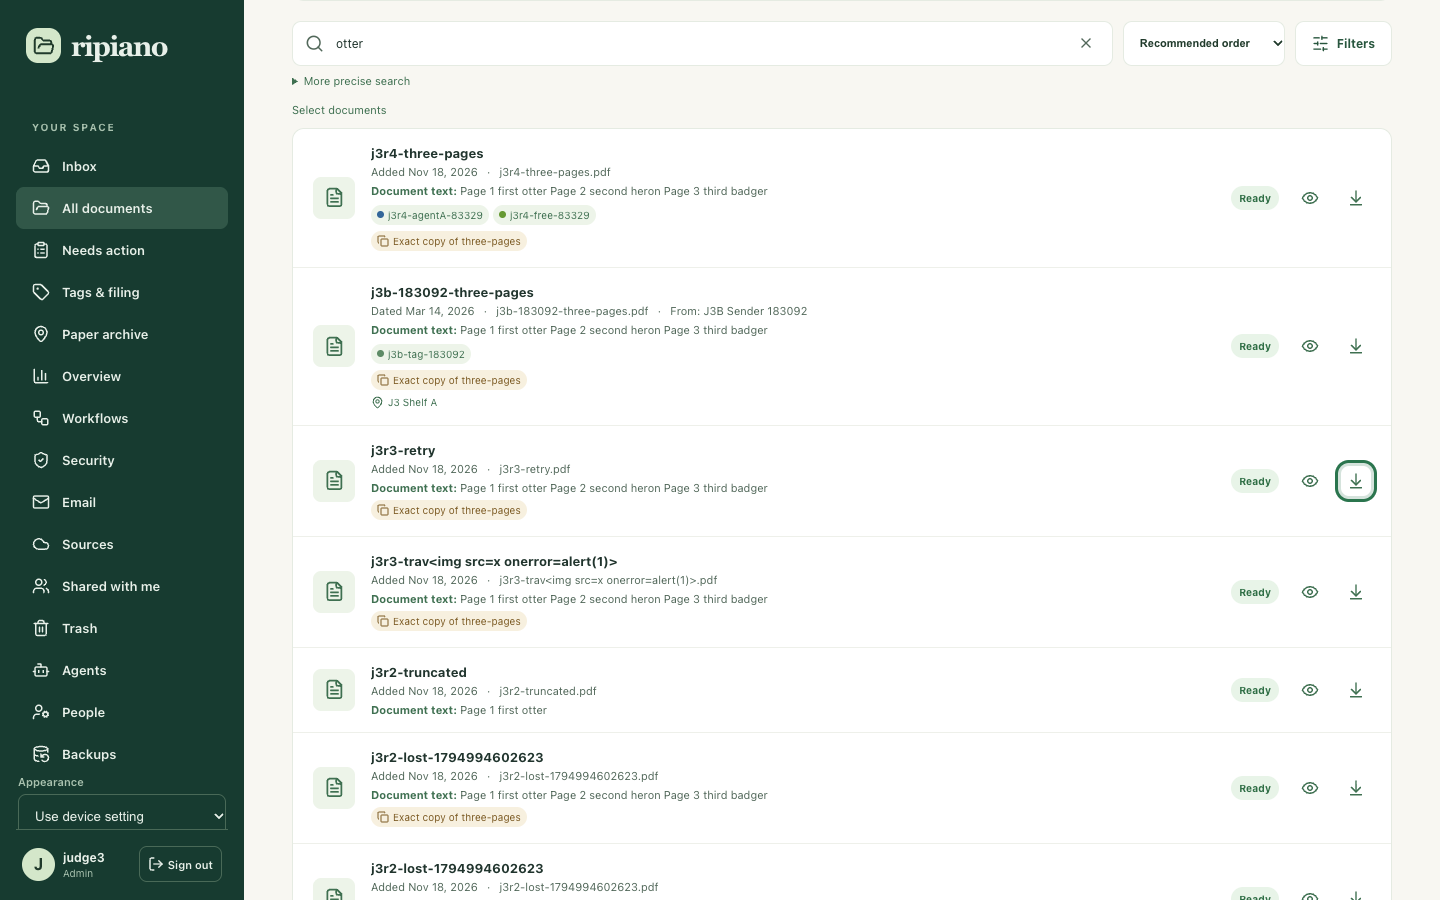 ripiano
YOUR SPACE
Inbox
All documents
Needs action
Tags & filing
Paper archive
Overview
Workflows
Security
Email
Sources
Shared with me
Trash
Agents
People
Backups
Appearance
Use device setting
J
judge3
Admin
Sign out
otter
Recommended order
Filters
More precise search
Select documents
j3r4-three-pages
Added Nov 18, 2026 · j3r4-three-pages.pdf
Document text: Page 1 first otter Page 2 second heron Page 3 third badger
j3r4-agentA-83329 j3r4-free-83329
Exact copy of three-pages
Ready
j3b-183092-three-pages
Dated Mar 14, 2026 · j3b-183092-three-pages.pdf · From: J3B Sender 183092
Document text: Page 1 first otter Page 2 second heron Page 3 third badger
j3b-tag-183092
Exact copy of three-pages
J3 Shelf A
Ready
j3r3-retry
Added Nov 18, 2026 · j3r3-retry.pdf
Document text: Page 1 first otter Page 2 second heron Page 3 third badger
Exact copy of three-pages
Ready
j3r3-trav<img src=x onerror=alert(1)>
Added Nov 18, 2026 · j3r3-trav<img src=x onerror=alert(1)>.pdf
Document text: Page 1 first otter Page 2 second heron Page 3 third badger
Exact copy of three-pages
Ready
j3r2-truncated
Added Nov 18, 2026 · j3r2-truncated.pdf
Document text: Page 1 first otter
Ready
j3r2-lost-1794994602623
Added Nov 18, 2026 · j3r2-lost-1794994602623.pdf
Document text: Page 1 first otter Page 2 second heron Page 3 third badger
Exact copy of three-pages
Ready
j3r2-lost-1794994602623
Added Nov 18, 2026 · j3r2-lost-1794994602623.pdf
Ready